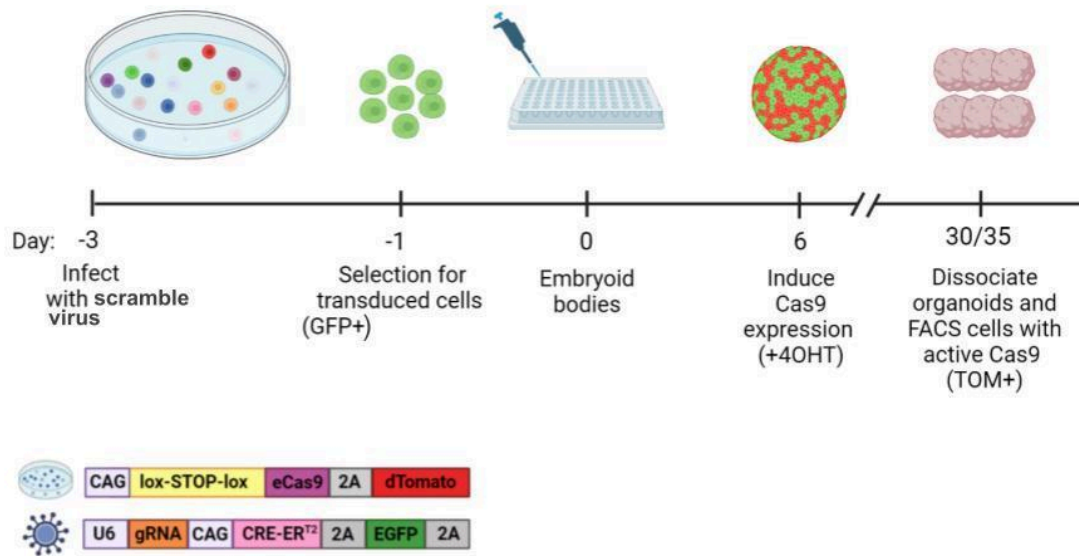 Day: -3 -1 0 6 30/35
Infect
with scramble
virus
Selection for
transduced cells
(GFP+)
Embryoid
bodies
Induce
Cas9
expression
(+4OHT)
Dissociate
organoids and
FACS cells with
active Cas9
(TOM+)
CAG lox-STOP-lox eCas9 2A dTomato
U6 gRNA CAG CRE-ERT2 2A EGFP 2A